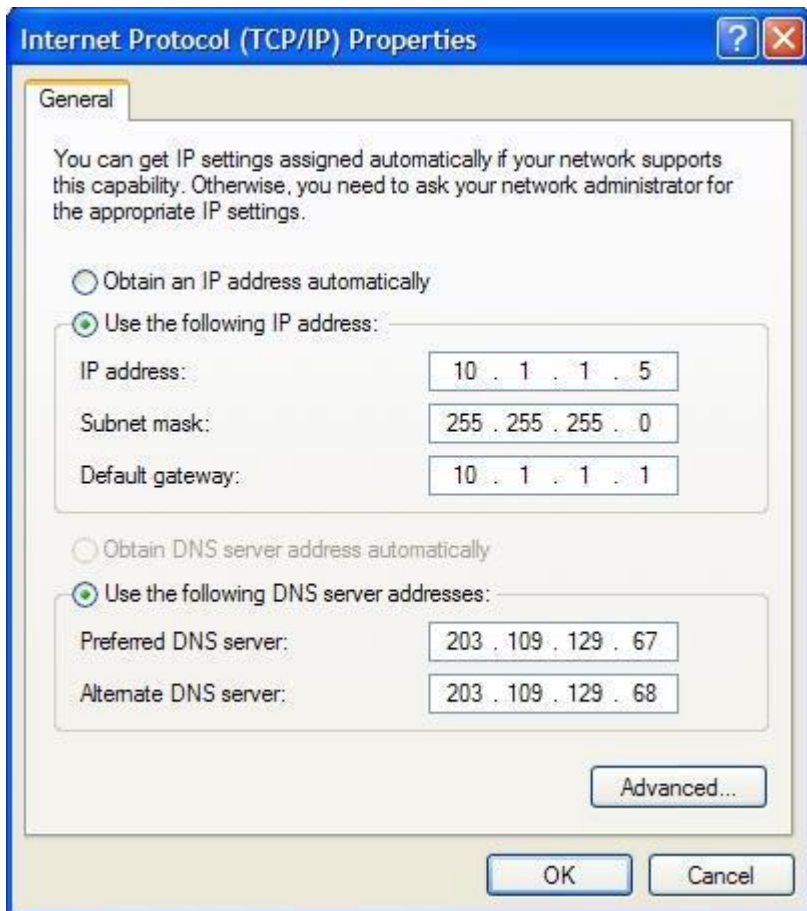 Internet Protocol (TCP/IP) Properties
General
You can get IP settings assigned automatically if your network supports
this capability. Otherwise, you need to ask your network administrator for
the appropriate IP settings.
Obtain an IP address automatically
Use the following IP address:
IP address: 10 . 1 . 1 . 5
Subnet mask: 255 . 255 . 255 . 0
Default gateway: 10 . 1 . 1 . 1
Obtain DNS server address automatically
Use the following DNS server addresses:
Preferred DNS server: 203 . 109 . 129 . 67
Alternate DNS server: 203 . 109 . 129 . 68
Advanced...
OK Cancel